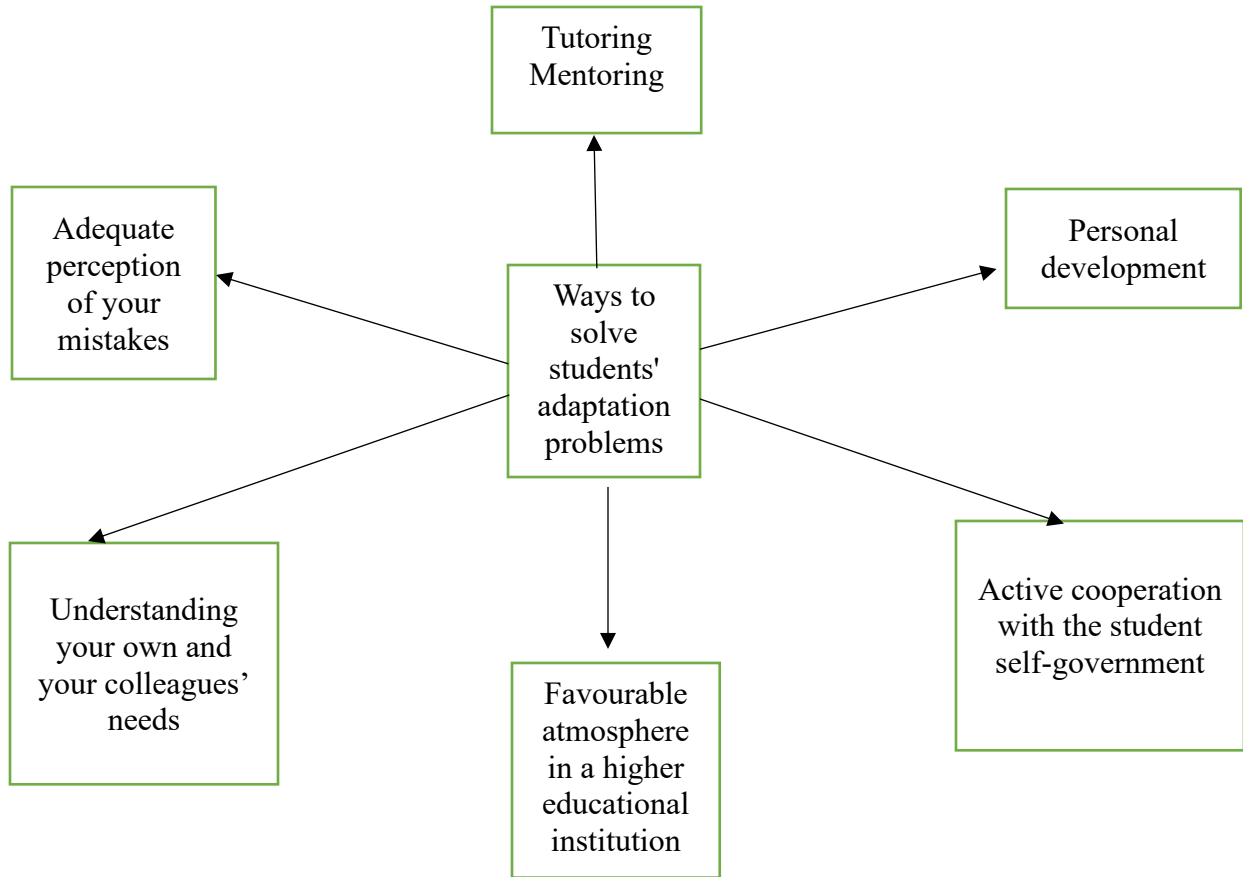 Tutoring
Mentoring
Adequate
perception
of your
mistakes
Personal
development
Ways to
solve
students'
adaptation
problems
Understanding
your own and
your colleagues’
needs
Active cooperation
with the student
self-government
Favourable
atmosphere
in a higher
educational
institution